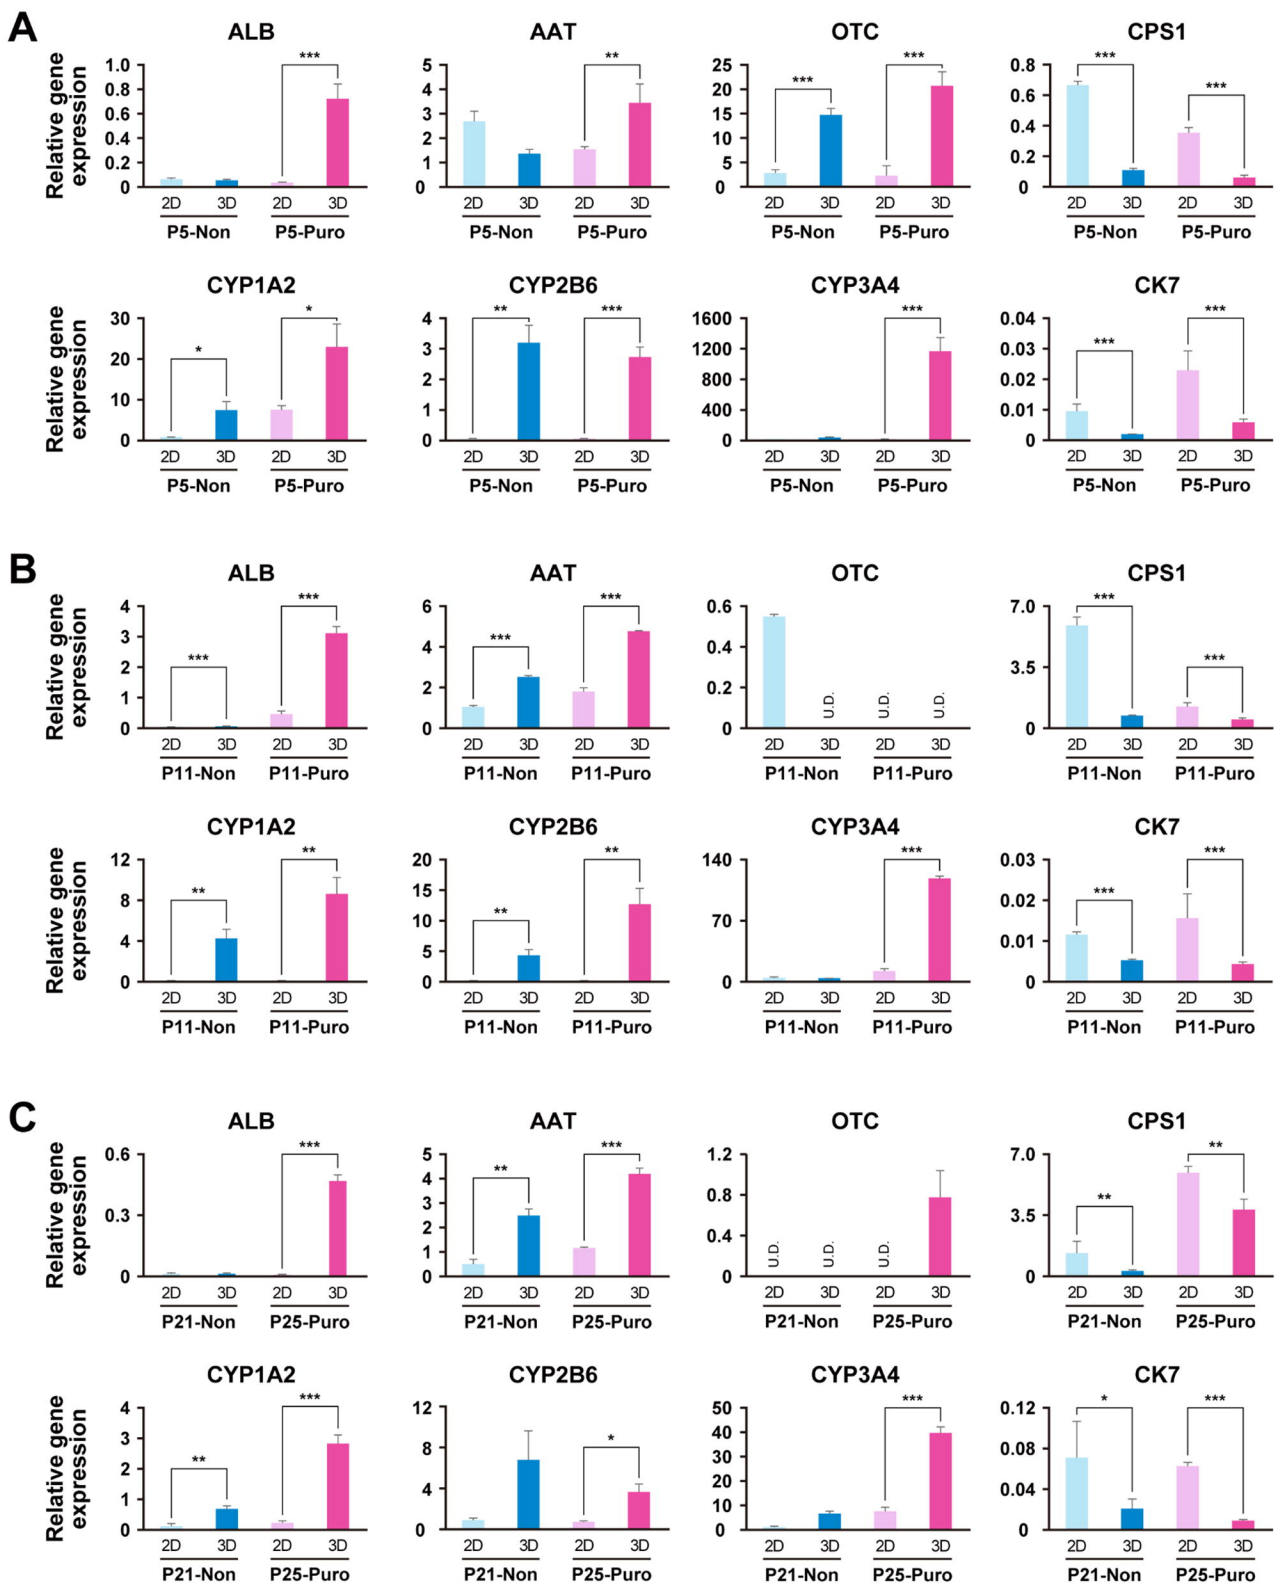 A
ALB AAT OTC CPS1
Relative gene expression
1.0 0.8 0.6 0.4 0.2 0
***
2D 3D 2D 3D
P5-Non P5-Puro
5 4 3 2 1 0
**
2D 3D 2D 3D
P5-Non P5-Puro
25 20 15 10 5 0
*** ***
2D 3D 2D 3D
P5-Non P5-Puro
0.8 0.6 0.4 0.2 0
*** ***
2D 3D 2D 3D
P5-Non P5-Puro
CYP1A2 CYP2B6 CYP3A4 CK7
Relative gene expression
30 20 10 0
* *
2D 3D 2D 3D
P5-Non P5-Puro
4 3 2 1 0
** ***
2D 3D 2D 3D
P5-Non P5-Puro
1600 1200 800 400 0
***
2D 3D 2D 3D
P5-Non P5-Puro
0.04 0.03 0.02 0.01 0
*** ***
2D 3D 2D 3D
P5-Non P5-Puro
B
ALB AAT OTC CPS1
Relative gene expression
4 3 2 1 0
*** ***
2D 3D 2D 3D
P11-Non P11-Puro
6 4 2 0
*** ***
2D 3D 2D 3D
P11-Non P11-Puro
0.6 0.4 0.2 0
U.D. U.D. U.D.
2D 3D 2D 3D
P11-Non P11-Puro
7.0 3.5 0
*** ***
2D 3D 2D 3D
P11-Non P11-Puro
CYP1A2 CYP2B6 CYP3A4 CK7
Relative gene expression
12 8 4 0
** **
2D 3D 2D 3D
P11-Non P11-Puro
20 15 10 5 0
** **
2D 3D 2D 3D
P11-Non P11-Puro
140 70 0
***
2D 3D 2D 3D
P11-Non P11-Puro
0.03 0.02 0.01 0
*** ***
2D 3D 2D 3D
P11-Non P11-Puro
C
ALB AAT OTC CPS1
Relative gene expression
0.6 0.3 0
***
2D 3D 2D 3D
P21-Non P25-Puro
5 4 3 2 1 0
** ***
2D 3D 2D 3D
P21-Non P25-Puro
1.2 0.8 0.4 0
U.D. U.D. U.D.
2D 3D 2D 3D
P21-Non P25-Puro
7.0 3.5 0
** **
2D 3D 2D 3D
P21-Non P25-Puro
CYP1A2 CYP2B6 CYP3A4 CK7
Relative gene expression
4 3 2 1 0
** ***
2D 3D 2D 3D
P21-Non P25-Puro
12 8 4 0
*
2D 3D 2D 3D
P21-Non P25-Puro
50 40 30 20 10 0
***
2D 3D 2D 3D
P21-Non P25-Puro
0.12 0.08 0.04 0
* ***
2D 3D 2D 3D
P21-Non P25-Puro